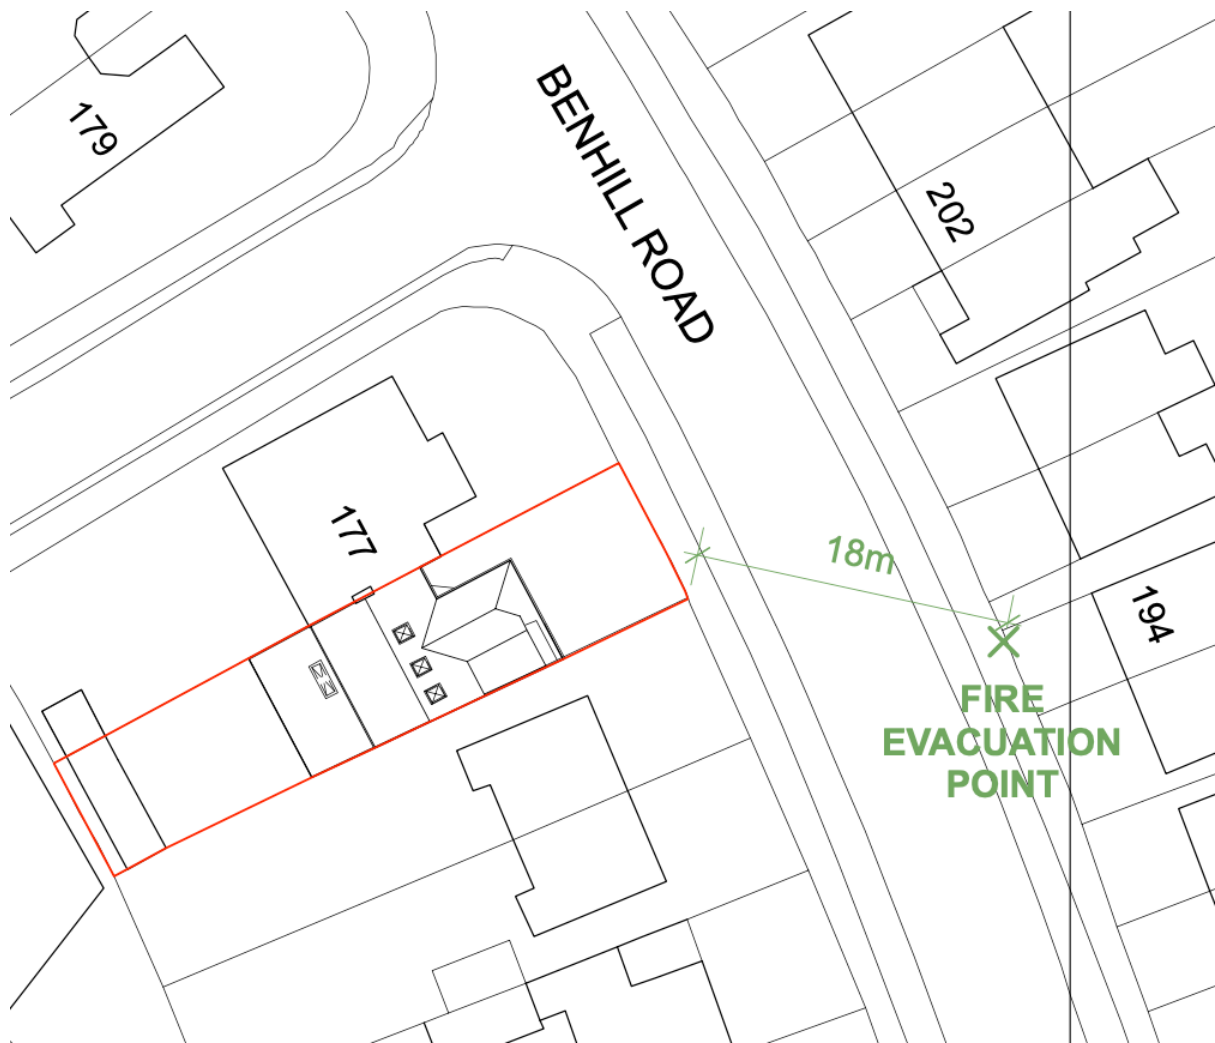 179
BENHILL ROAD
202
177
18m
194
FIRE
EVACUATION
POINT